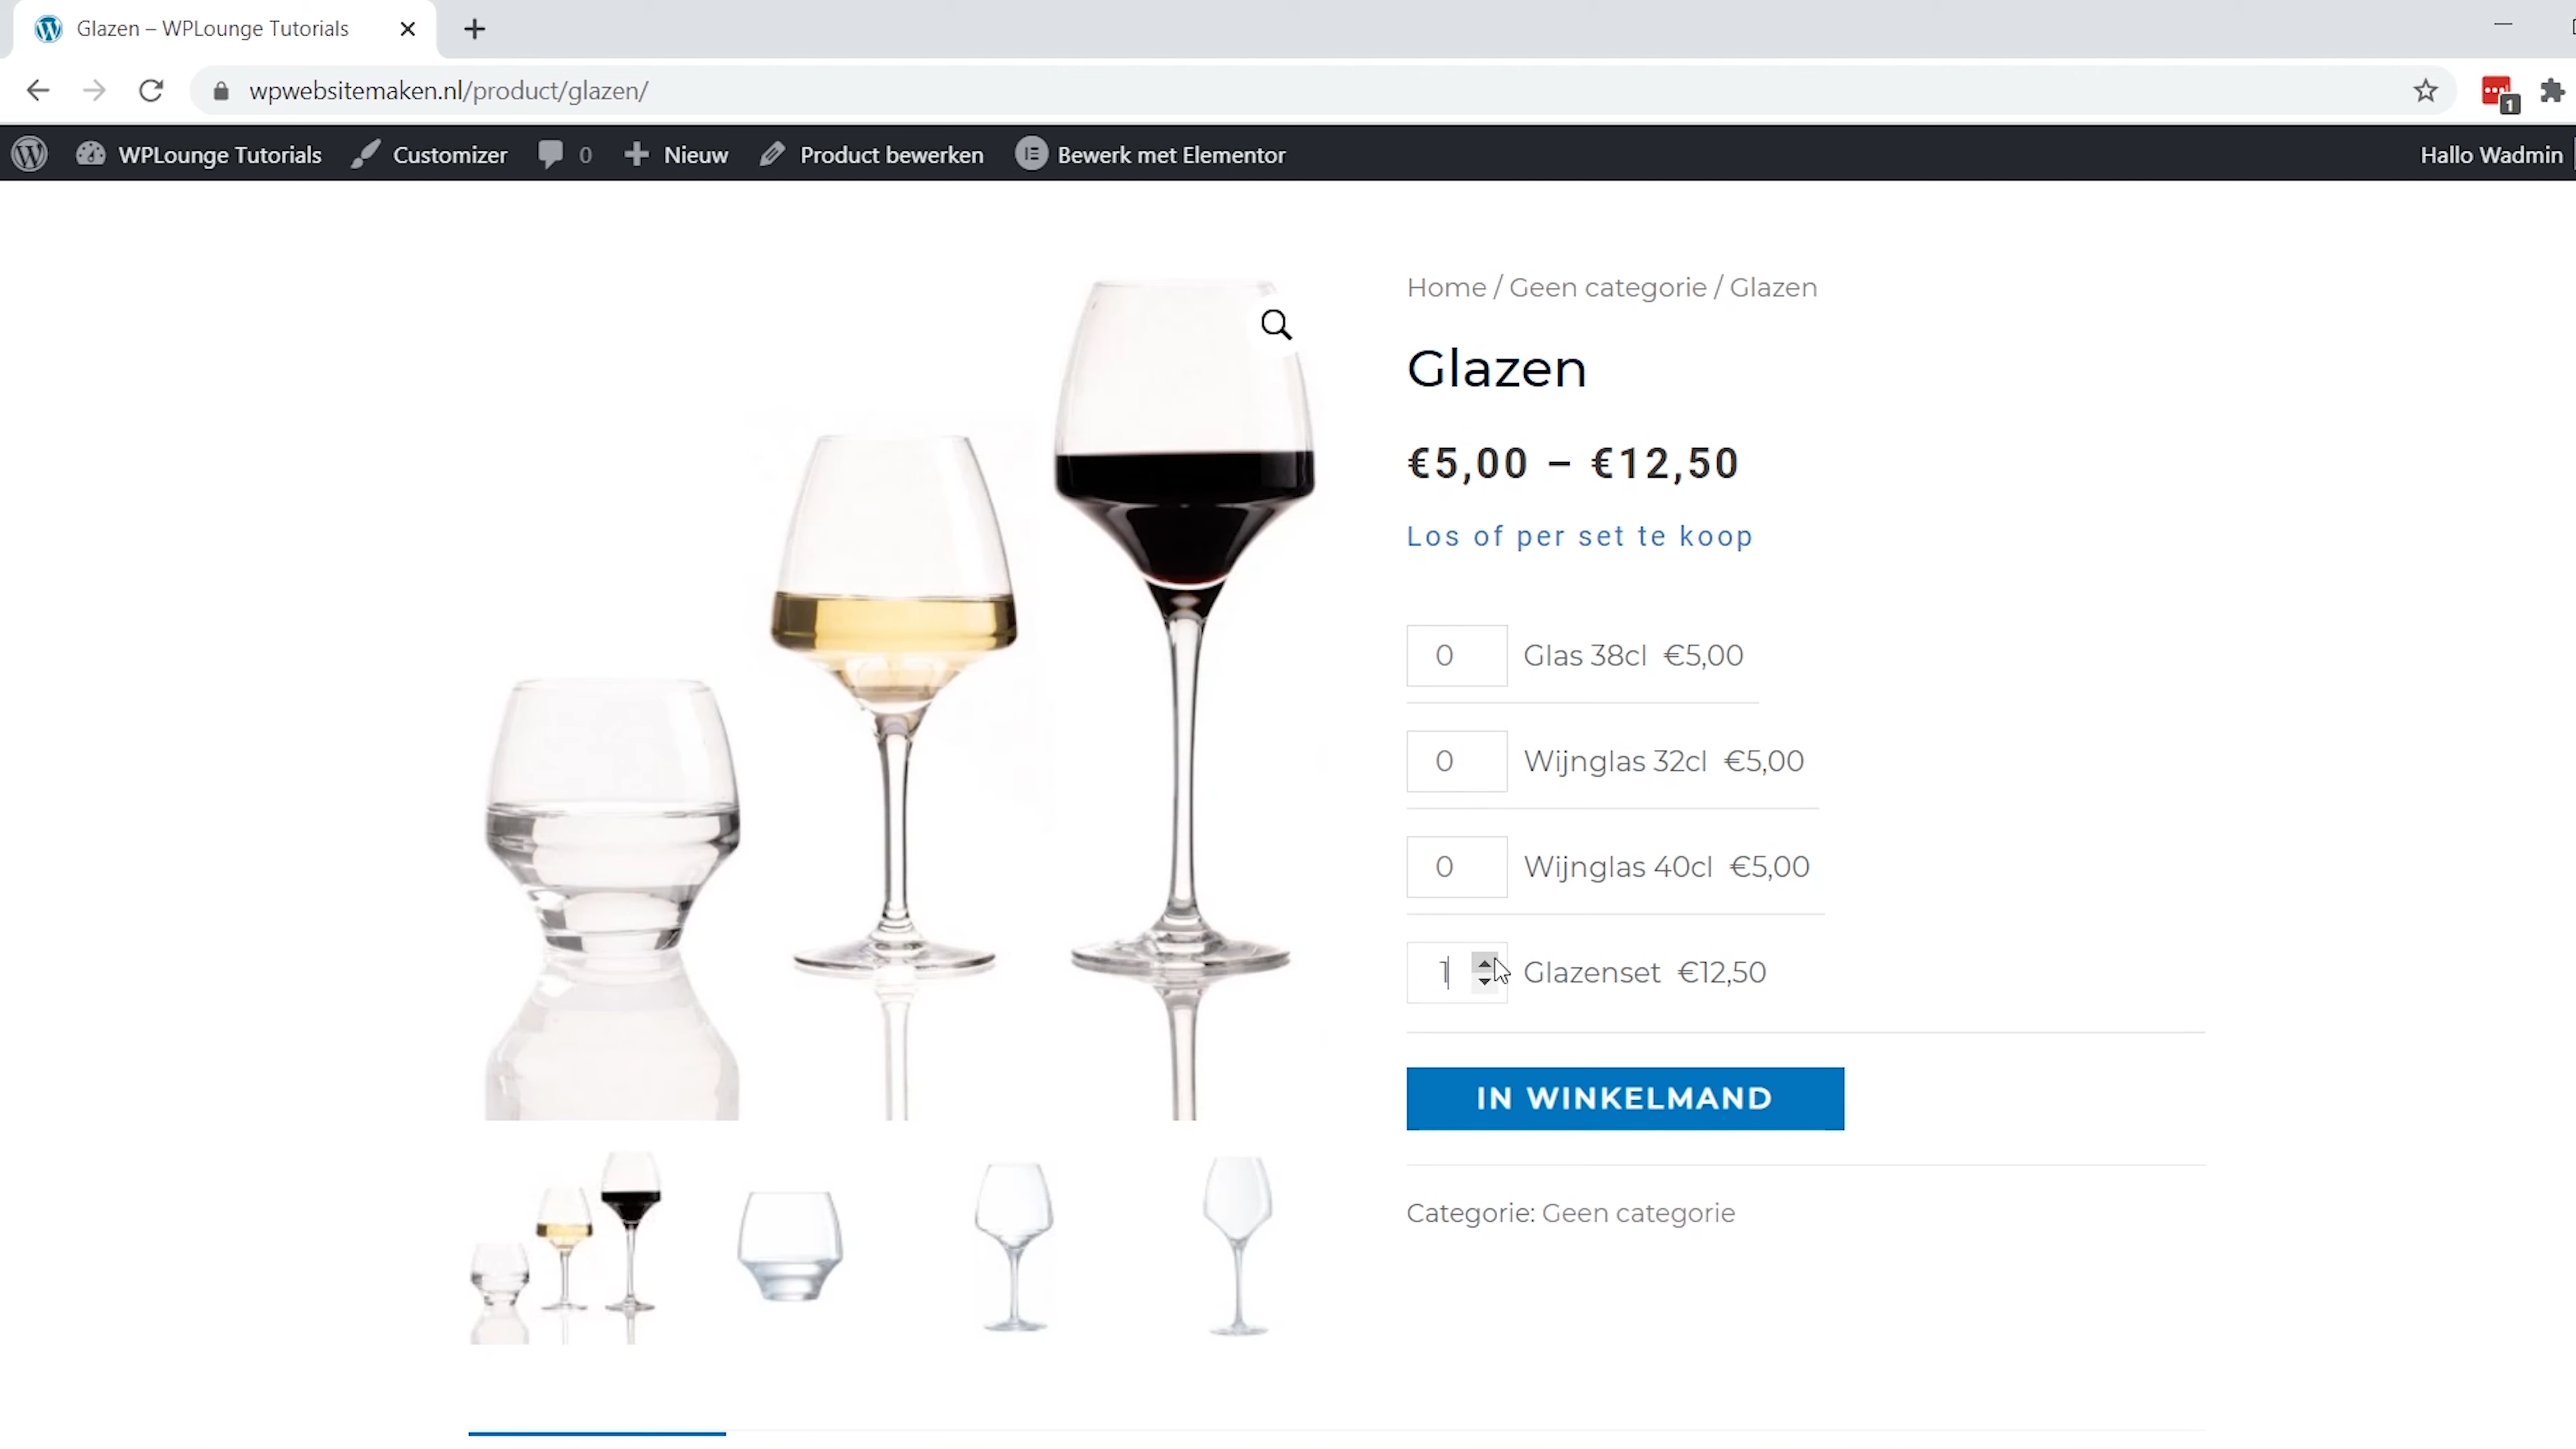 Glazen – WPLounge Tutorials
wpwebsitemaken.nl/product/glazen/
1
WPLounge Tutorials Customizer 0 Nieuw Product bewerken Bewerk met Elementor Hallo Wadmin
Home / Geen categorie / Glazen
Glazen
€5,00 – €12,50
Los of per set te koop
0 Glas 38cl €5,00
0 Wijnglas 32cl €5,00
0 Wijnglas 40cl €5,00
1 Glazenset €12,50
IN WINKELMAND
Categorie: Geen categorie